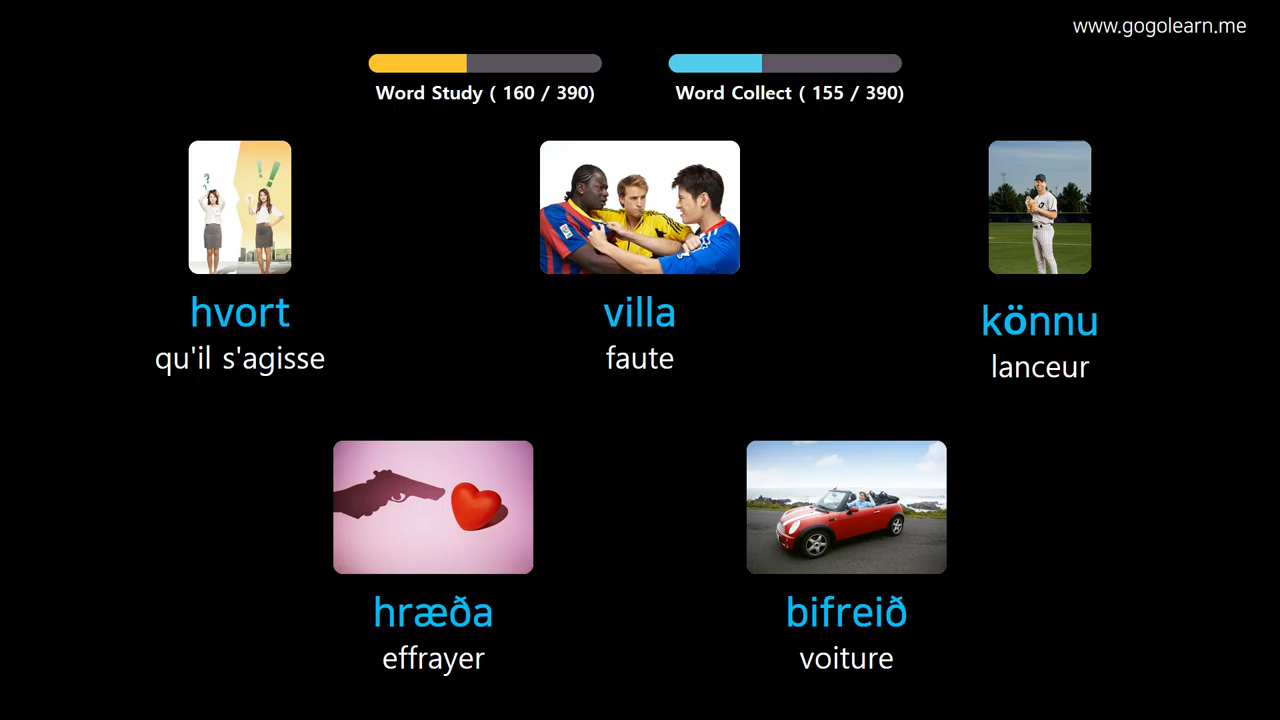 www.gogolearn.me
Word Study ( 160 / 390)
Word Collect ( 155 / 390)
hvort
qu'il s'agisse
villa
faute
könnu
lanceur
hræða
effrayer
bifreið
voiture